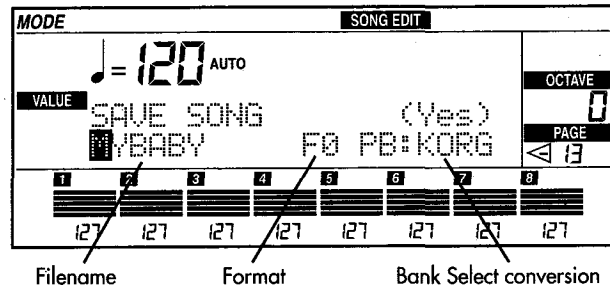 MODE SONG EDIT
♩=120 AUTO
OCTAVE
0
VALUE
SAVE SONG (Yes)
MYBABY F0 PB:KORG
PAGE
13
1 2 3 4 5 6 7 8
127 127 127 127 127 127 127 127
Filename Format Bank Select conversion